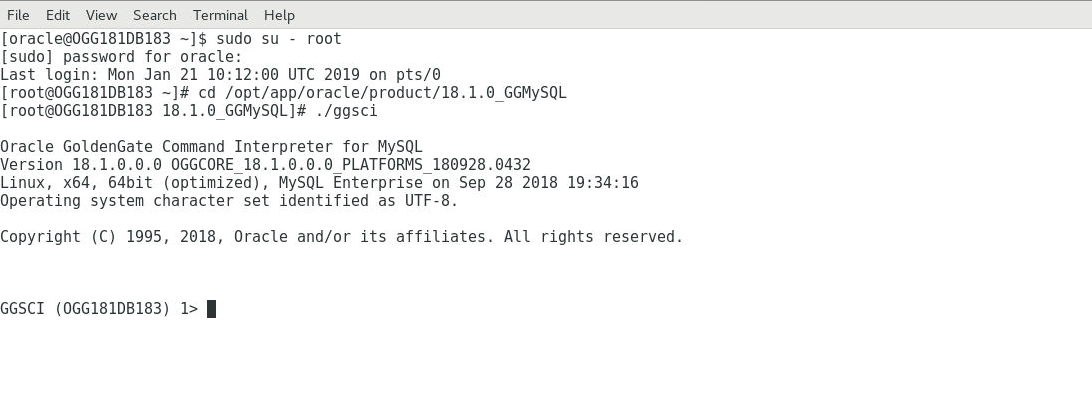 File Edit View Search Terminal Help
[oracle@OGG181DB183 ~]$ sudo su - root
[sudo] password for oracle:
Last login: Mon Jan 21 10:12:00 UTC 2019 on pts/0
[root@OGG181DB183 ~]# cd /opt/app/oracle/product/18.1.0_GGMySQL
[root@OGG181DB183 18.1.0_GGMySQL]# ./ggsci
Oracle GoldenGate Command Interpreter for MySQL
Version 18.1.0.0.0 OGGCORE_18.1.0.0.0_PLATFORMS_180928.0432
Linux, x64, 64bit (optimized), MySQL Enterprise on Sep 28 2018 19:34:16
Operating system character set identified as UTF-8.
Copyright (C) 1995, 2018, Oracle and/or its affiliates. All rights reserved.
GGSCI (OGG181DB183) 1>